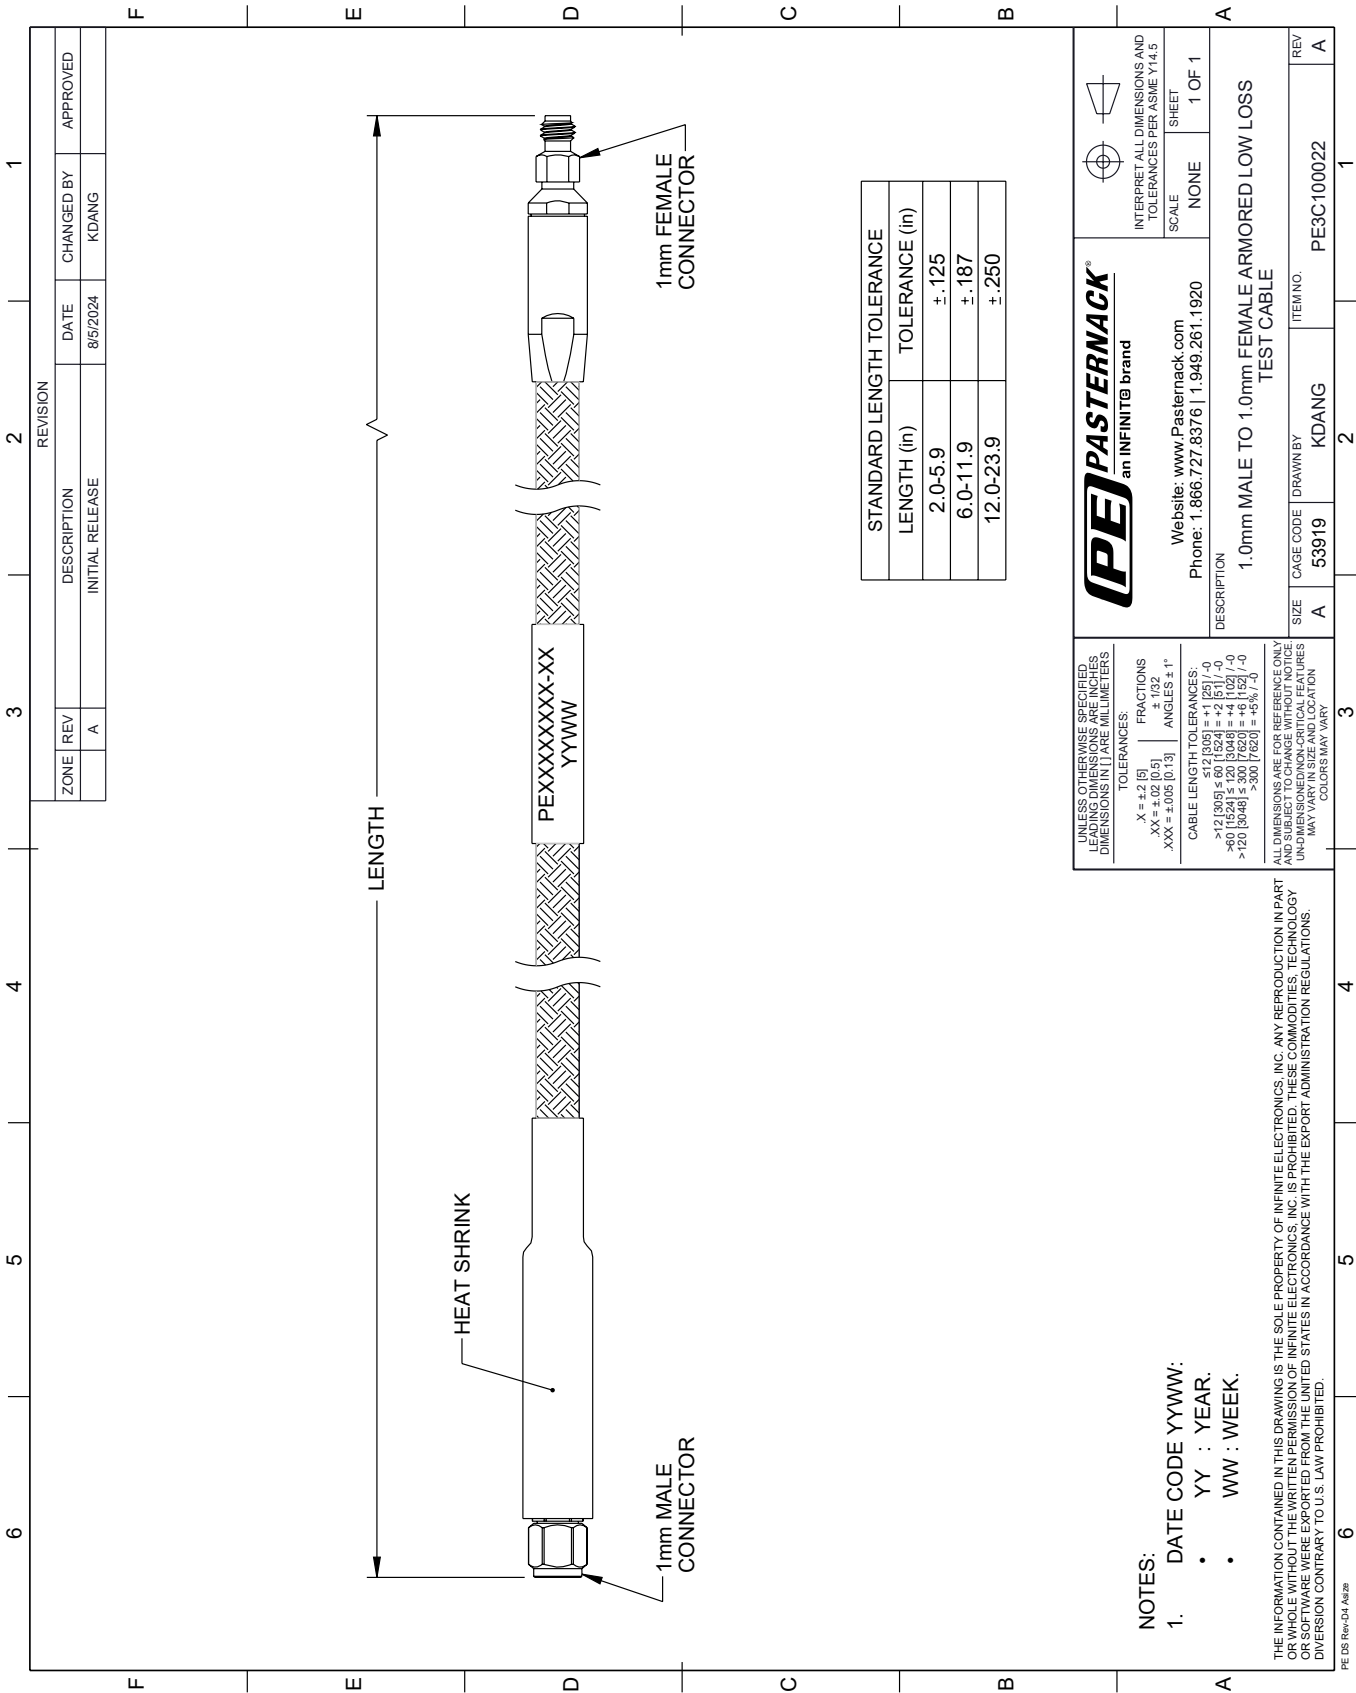 6
5
4
3
2
1
REVISION
ZONE
REV
DESCRIPTION
DATE
CHANGED BY
APPROVED
A
INITIAL RELEASE
8/5/2024
KDANG
F
F
E
E
D
D
C
C
B
B
A
A
LENGTH
HEAT SHRINK
PEXXXXXXXX-XX
YYWW
1mm MALE
CONNECTOR
1mm FEMALE
CONNECTOR
STANDARD LENGTH TOLERANCE
LENGTH (in) TOLERANCE (in)
2.0-5.9 ±.125
6.0-11.9 ±.187
12.0-23.9 ±.250
NOTES:
1. DATE CODE YYWW:
• YY : YEAR.
• WW : WEEK.
THE INFORMATION CONTAINED IN THIS DRAWING IS THE SOLE PROPERTY OF INFINITE ELECTRONICS, INC. ANY REPRODUCTION IN PART
OR WHOLE WITHOUT THE WRITTEN PERMISSION OF INFINITE ELECTRONICS, INC. IS PROHIBITED. THESE COMMODITIES, TECHNOLOGY
OR SOFTWARE WERE EXPORTED FROM THE UNITED STATES IN ACCORDANCE WITH THE EXPORT ADMINISTRATION REGULATIONS.
DIVERSION CONTRARY TO U.S. LAW PROHIBITED.
UNLESS OTHERWISE SPECIFIED
LEADING DIMENSIONS ARE INCHES
DIMENSIONS IN [ ] ARE MILLIMETERS
TOLERANCES:
.X = ±.2 [5]
.XX = ±.02 [0.5]
.XXX = ±.005 [0.13]
FRACTIONS
± 1/32
ANGLES ± 1°
CABLE LENGTH TOLERANCES:
≤12 [305] = +1 [25] / -0
>12 [305] ≤ 60 [1524] = +2 [51] / -0
>60 [1524] ≤ 120 [3048] = +4 [102] / -0
>120 [3048] ≤ 300 [7620] = +6 [152] / -0
>300 [7620] = +5% / -0
ALL DIMENSIONS ARE FOR REFERENCE ONLY
AND SUBJECT TO CHANGE WITHOUT NOTICE.
UN-DIMENSIONED/NON-CRITICAL FEATURES
MAY VARY IN SIZE AND LOCATION
COLORS MAY VARY
PE PASTERNACK®
an INFINIT@ brand
Website: www.Pasternack.com
Phone: 1.866.727.8376 | 1.949.261.1920
INTERPRET ALL DIMENSIONS AND
TOLERANCES PER ASME Y14.5
SCALE
NONE
SHEET
1 OF 1
DESCRIPTION
1.0mm MALE TO 1.0mm FEMALE ARMORED LOW LOSS
TEST CABLE
SIZE
A
CAGE CODE
53919
DRAWN BY
KDANG
ITEM NO.
PE3C100022
REV
A
6
5
4
3
2
1
PE DS Rev-D4 Asize